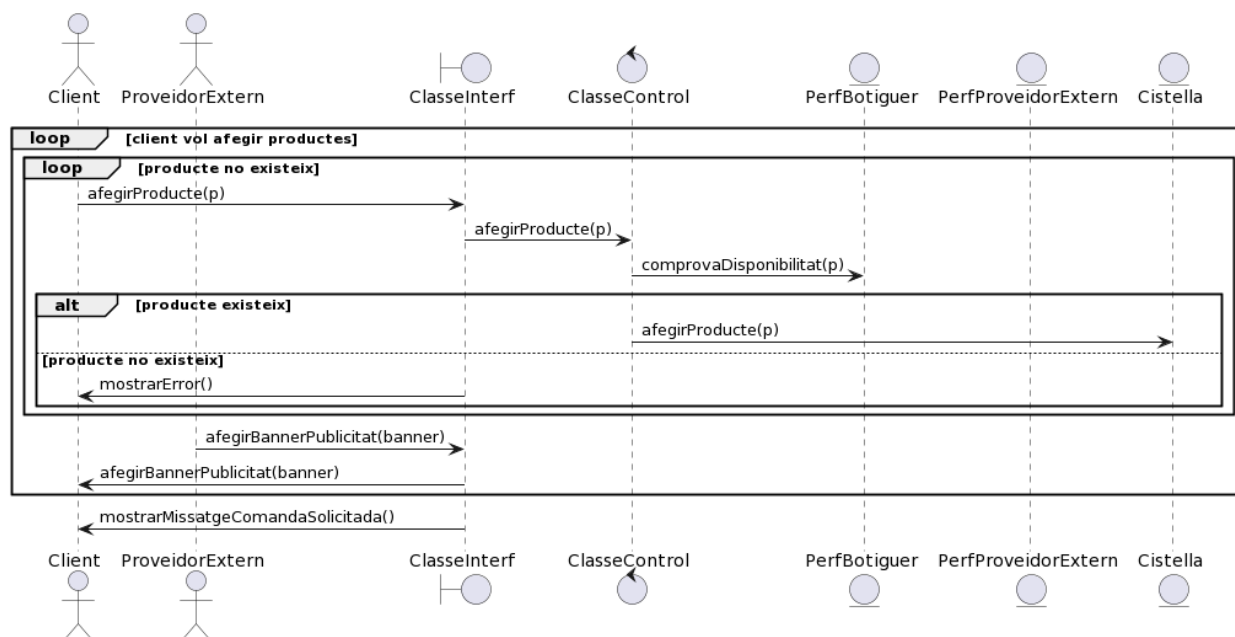 Client ProveidorExtern ClasseInterf ClasseControl PerfBotiguer PerfProveidorExtern Cistella
loop [client vol afegir productes]
loop [producte no existeix]
afegirProducte(p)
afegirProducte(p)
comprovaDisponibilitat(p)
alt [producte existeix]
afegirProducte(p)
[producte no existeix]
mostrarError()
afegirBannerPublicitat(banner)
afegirBannerPublicitat(banner)
mostrarMissatgeComandaSolicitada()
Client ProveidorExtern ClasseInterf ClasseControl PerfBotiguer PerfProveidorExtern Cistella